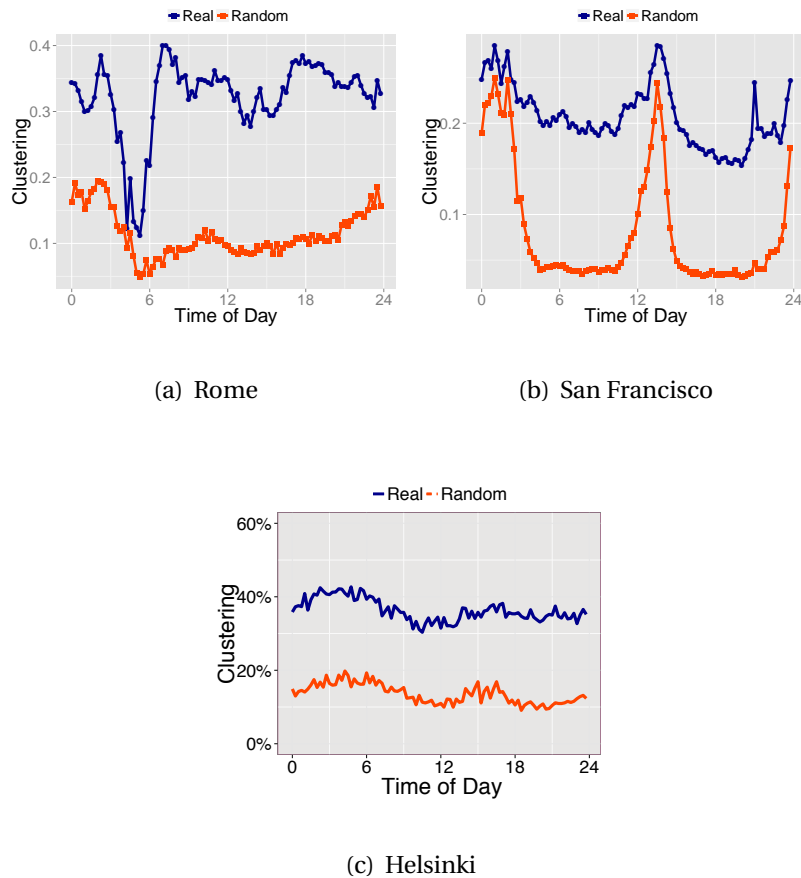 Real Random
Clustering
0.4
0.3
0.2
0.1
0 6 12 18 24
Time of Day
(a) Rome
Real Random
Clustering
0.2
0.1
0 6 12 18 24
Time of Day
(b) San Francisco
Real Random
Clustering
60%
40%
20%
0%
0 6 12 18 24
Time of Day
(c) Helsinki